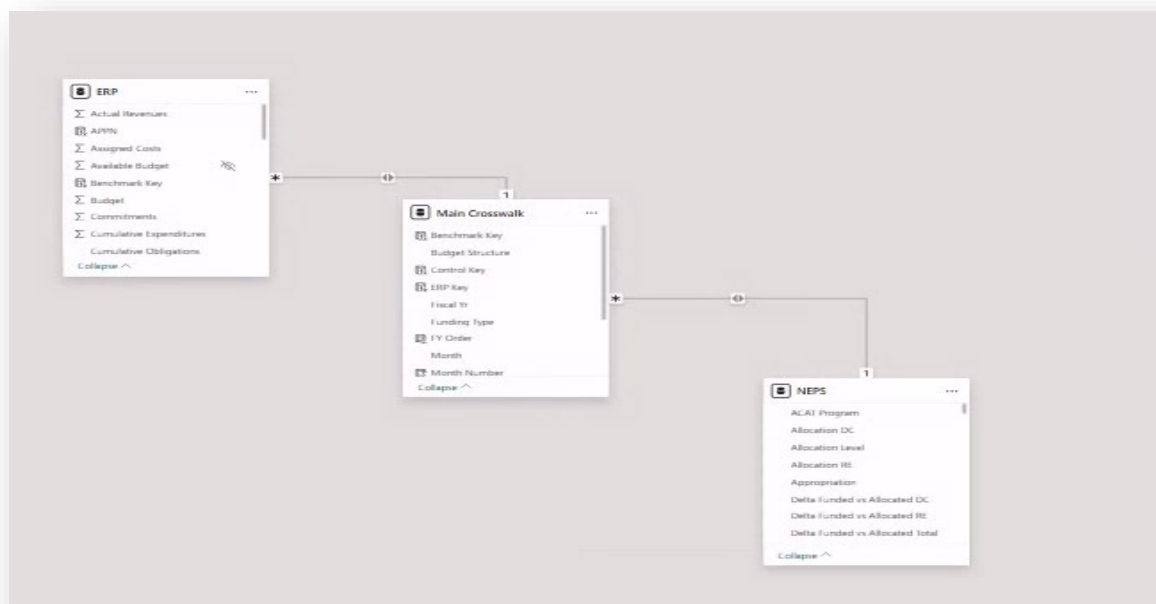 ERP
Actual Revenues
APPN
Assigned Costs
Available Budget
Benchmark Key
Budget
Commitments
Cumulative Expenditures
Cumulative Obligations
Collapse
*
1
Main Crosswalk
Benchmark Key
Budget Structure
Control Key
ERP Key
Fiscal Yr
Funding Type
FY Order
Month
Month Number
Collapse
*
1
NEPS
ACAT Program
Allocation DC
Allocation Level
Allocation RE
Appropriation
Delta Funded vs Allocated DC
Delta Funded vs Allocated RE
Delta Funded vs Allocated Total
Collapse